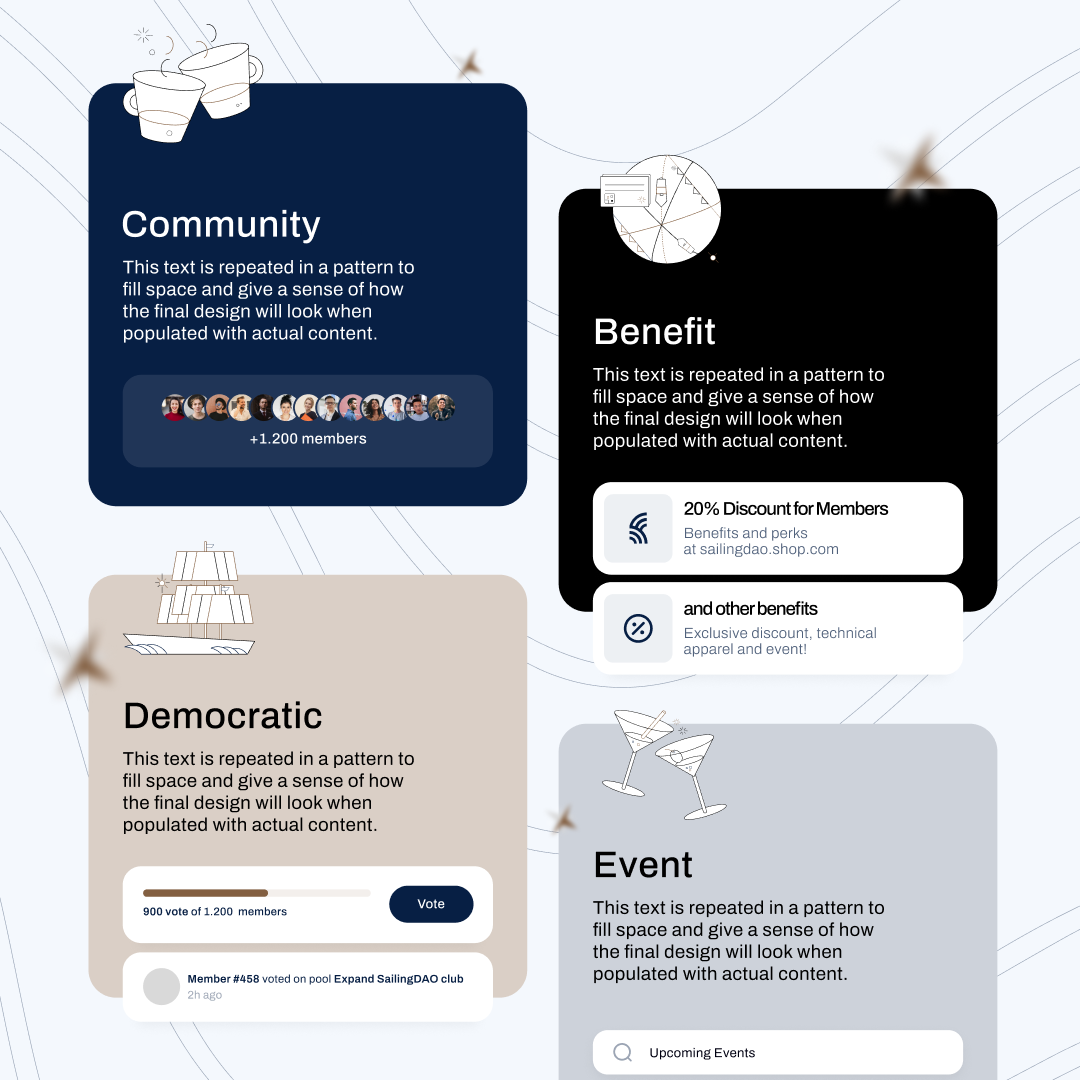 Community
This text is repeated in a pattern to
fill space and give a sense of how
the final design will look when
populated with actual content.
+1.200 members
Benefit
This text is repeated in a pattern to
fill space and give a sense of how
the final design will look when
populated with actual content.
20% Discount for Members
Benefits and perks
at sailingdao.shop.com
and other benefits
Exclusive discount, technical
apparel and event!
Democratic
This text is repeated in a pattern to
fill space and give a sense of how
the final design will look when
populated with actual content.
900 vote of 1.200 members
Vote
Member #458 voted on pool Expand SailingDAO club
2h ago
Event
This text is repeated in a pattern to
fill space and give a sense of how
the final design will look when
populated with actual content.
Upcoming Events